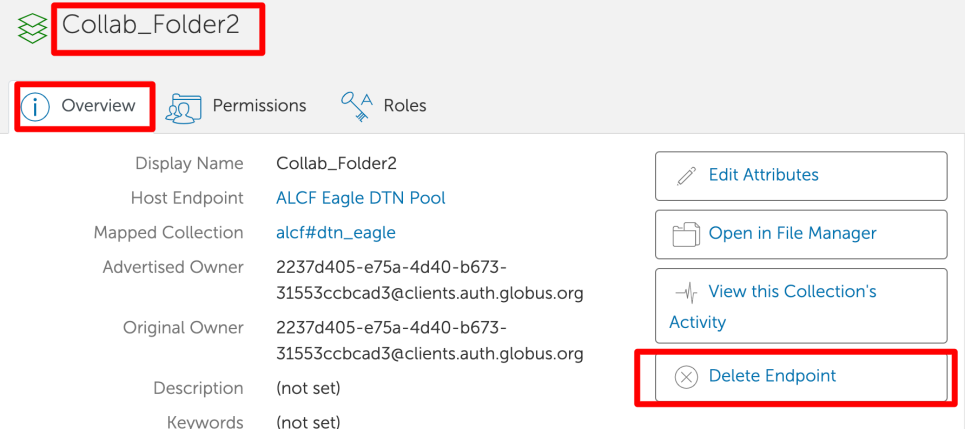 Collab_Folder2
Overview Permissions Roles
Display Name Collab_Folder2
Host Endpoint ALCF Eagle DTN Pool
Mapped Collection alcf#dtn_eagle
Advertised Owner 2237d405-e75a-4d40-b673-
31553ccbcad3@clients.auth.globus.org
Original Owner 2237d405-e75a-4d40-b673-
31553ccbcad3@clients.auth.globus.org
Description (not set)
Keywords (not set)
Edit Attributes
Open in File Manager
View this Collection's
Activity
Delete Endpoint